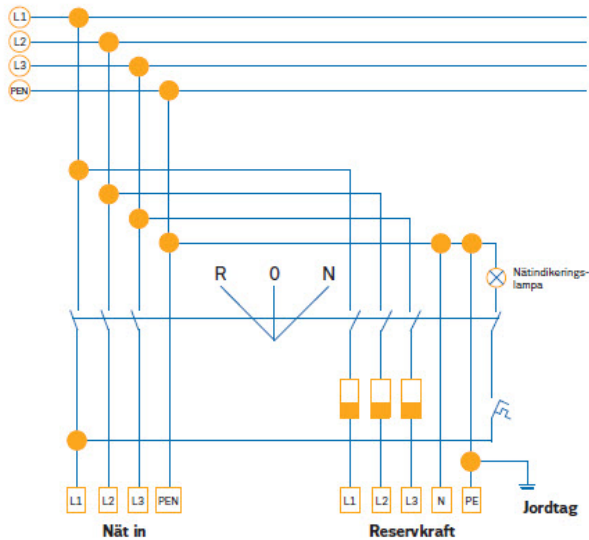 L1
L2
L3
PEN
R 0 N
Nätindikerings-
lampa
L1 L2 L3 PEN L1 L2 L3 N PE
Jordtag
Nät in Reservkraft